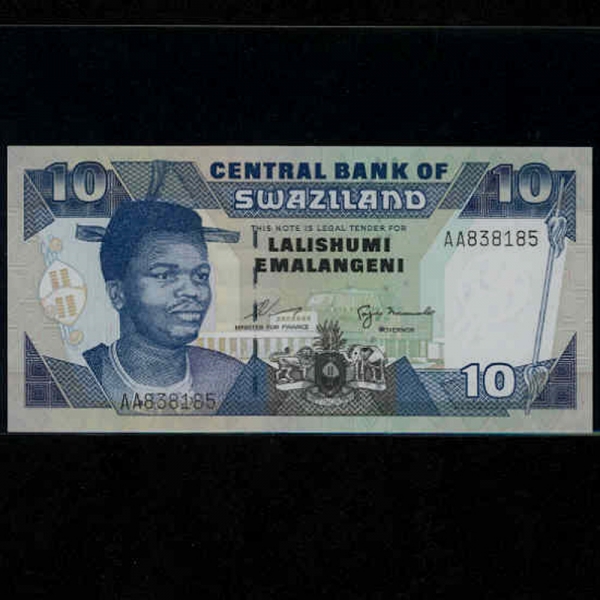 10
CENTRAL BANK OF
SWAZILAND
10
THIS NOTE IS LEGAL TENDER FOR
LALISHUMI
EMALANGENI
AA838185
MINISTER FOR FINANCE
GOVERNOR
AA838185
10